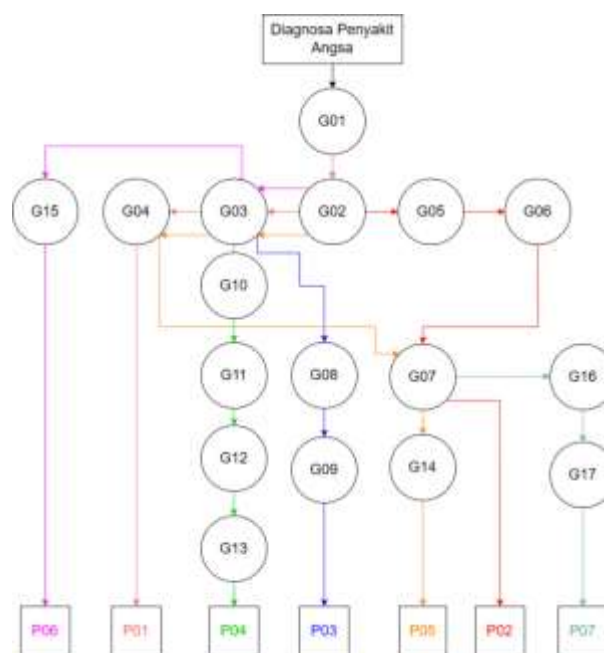 Diagnosa Penyakit
Angsa
G01
G15
G04
G03
G02
G05
G06
G10
G11
G08
G07
G16
G12
G09
G14
G17
G13
P06
P01
P04
P03
P05
P02
P07